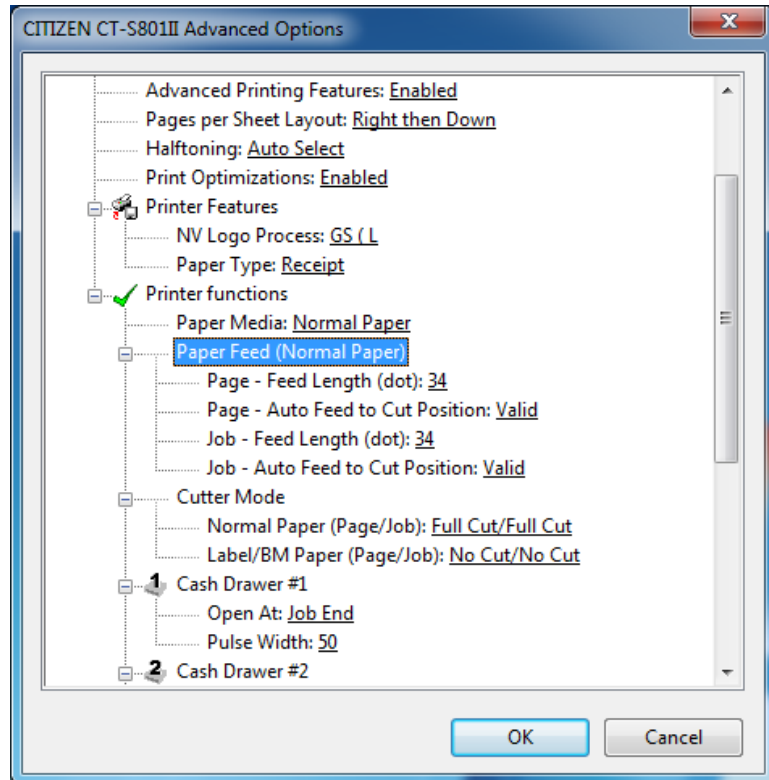 CITIZEN CT-S801II Advanced Options
Advanced Printing Features: Enabled
Pages per Sheet Layout: Right then Down
Halftoning: Auto Select
Print Optimizations: Enabled
Printer Features
NV Logo Process: GS ( L
Paper Type: Receipt
Printer functions
Paper Media: Normal Paper
Paper Feed (Normal Paper)
Page - Feed Length (dot): 34
Page - Auto Feed to Cut Position: Valid
Job - Feed Length (dot): 34
Job - Auto Feed to Cut Position: Valid
Cutter Mode
Normal Paper (Page/Job): Full Cut/Full Cut
Label/BM Paper (Page/Job): No Cut/No Cut
1 Cash Drawer #1
Open At: Job End
Pulse Width: 50
2 Cash Drawer #2
OK Cancel